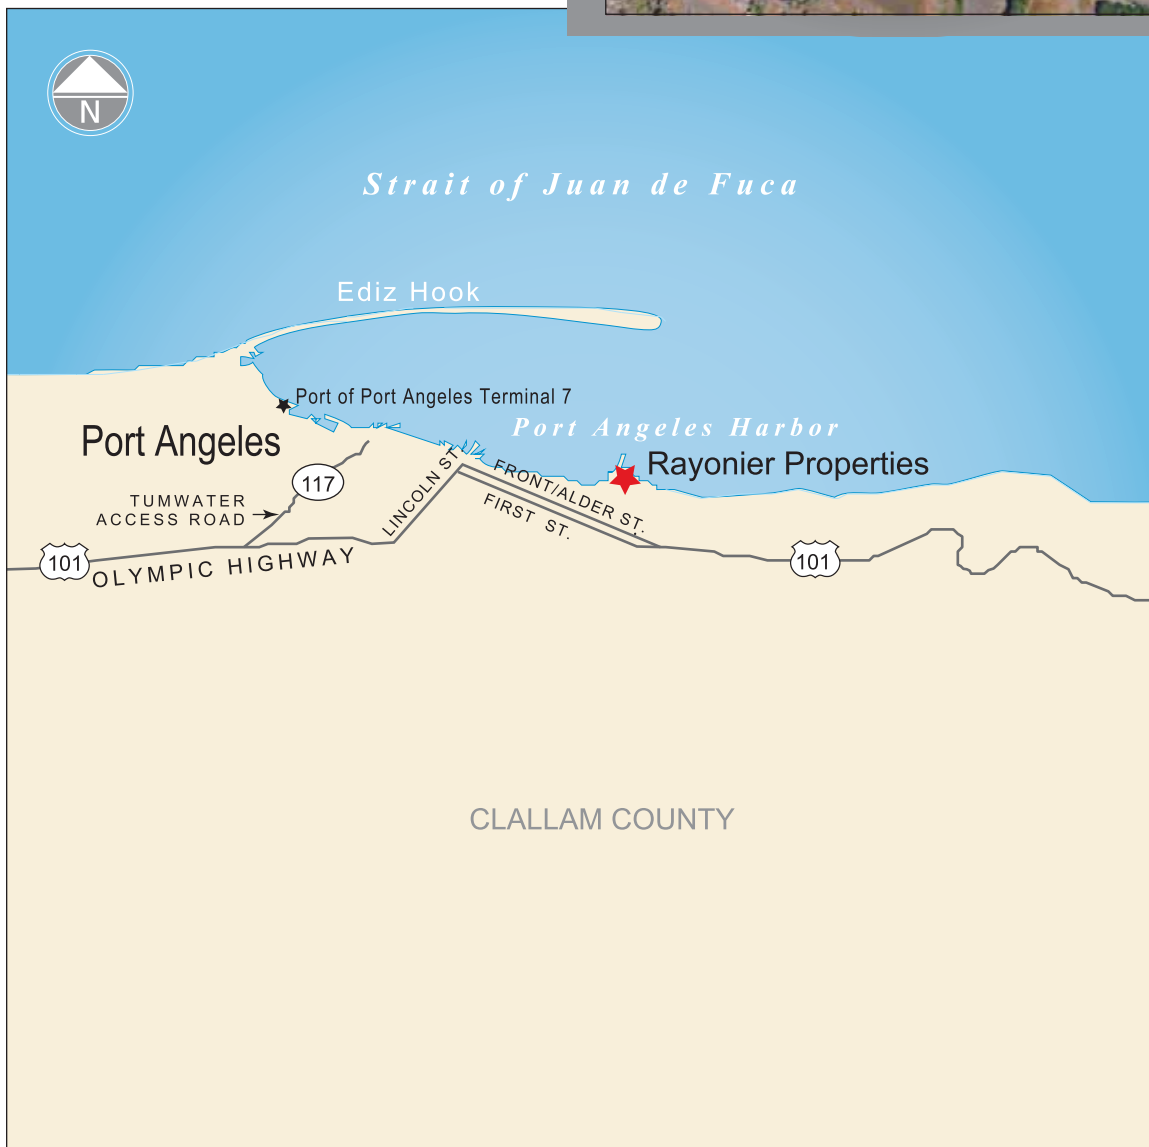 N
Strait of Juan de Fuca
Ediz Hook
Port of Port Angeles Terminal 7
Port Angeles Harbor
Port Angeles
Rayonier Properties
117
TUMWATER
ACCESS ROAD
LINCOLN ST.
FRONT/ALDER ST.
FIRST ST.
101
OLYMPIC HIGHWAY
101
CLALLAM COUNTY